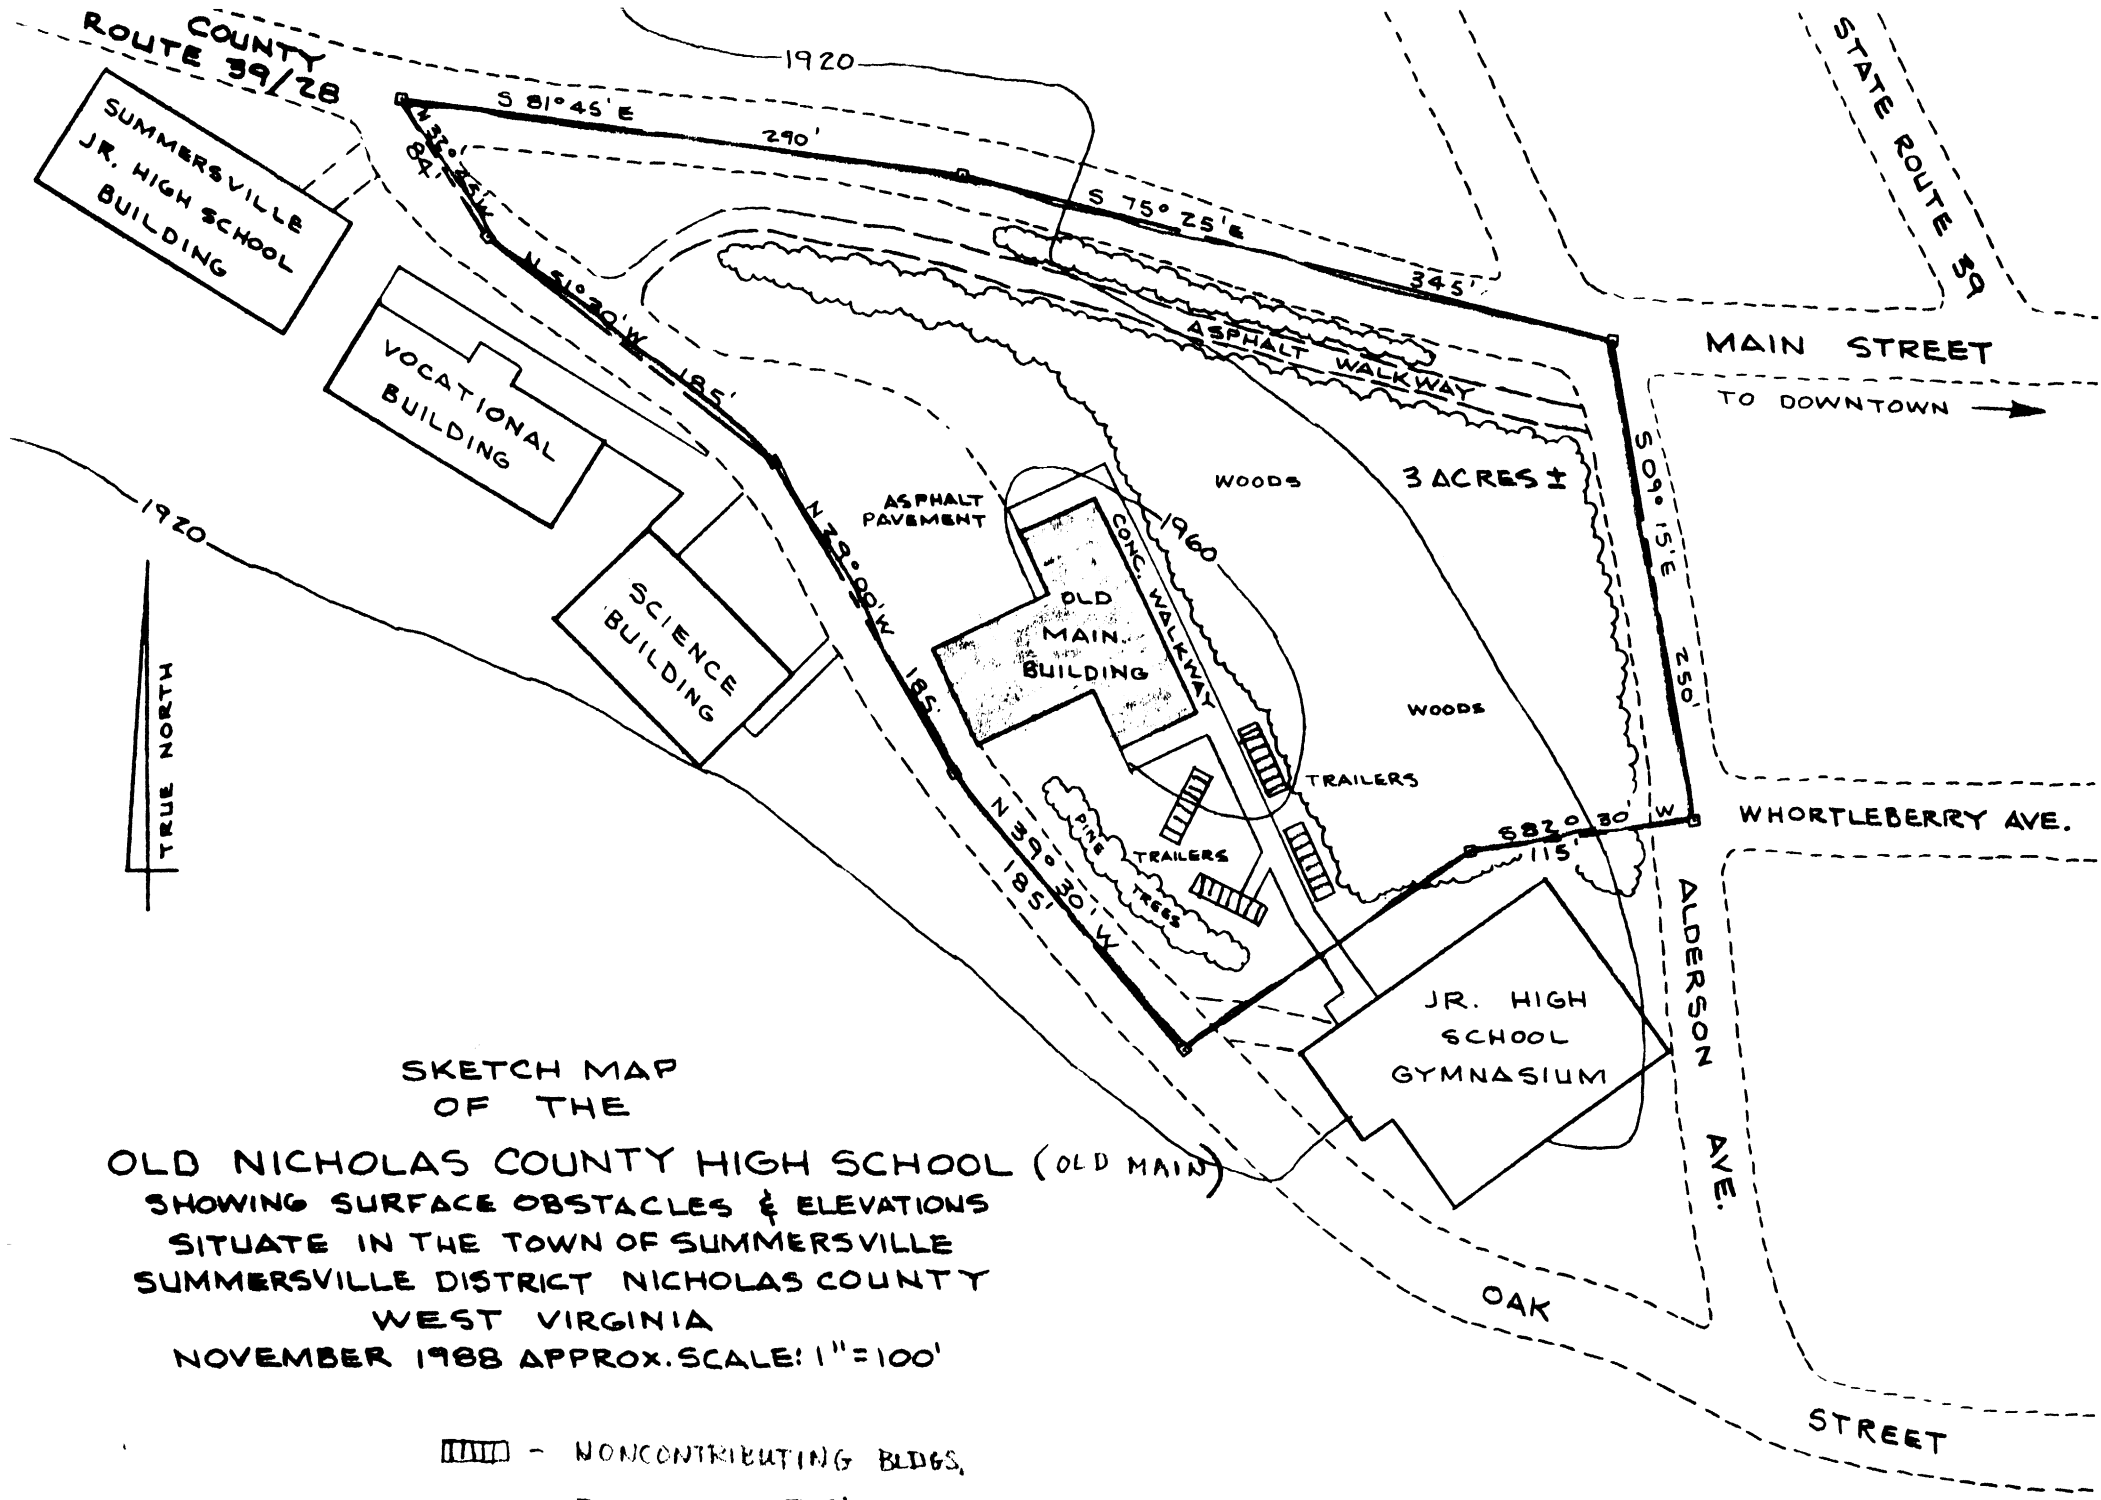 COUNTY
ROUTE 39/28
SUMMERSVILLE
JR. HIGH SCHOOL
BUILDING
1920
STATE ROUTE 39
S 81° 45' E
290'
N 33° 45' W
84'
S 75° 25' E
345'
N 51° 30' W
185'
ASPHALT WALKWAY
MAIN STREET
TO DOWNTOWN
VOCATIONAL
BUILDING
1920
WOODS
3 ACRES ±
S 09° 15' E
250'
ASPHALT
PAVEMENT
1960
CONC. WALKWAY
N 39° 00' W
185'
OLD
MAIN.
BUILDING
SCIENCE
BUILDING
TRUE NORTH
WOODS
TRAILERS
TRAILERS
PINE
TREES
N 39° 30' W
185'
S 82° 30' W
115'
WHORTLEBERRY AVE.
ALDERSON AVE.
JR. HIGH
SCHOOL
GYMNASIUM
OAK STREET
SKETCH MAP
OF THE
OLD NICHOLAS COUNTY HIGH SCHOOL (OLD MAIN)
SHOWING SURFACE OBSTACLES & ELEVATIONS
SITUATE IN THE TOWN OF SUMMERSVILLE
SUMMERSVILLE DISTRICT NICHOLAS COUNTY
WEST VIRGINIA
NOVEMBER 1988 APPROX. SCALE: 1"=100'
- NONCONTRIBUTING BLDGS.